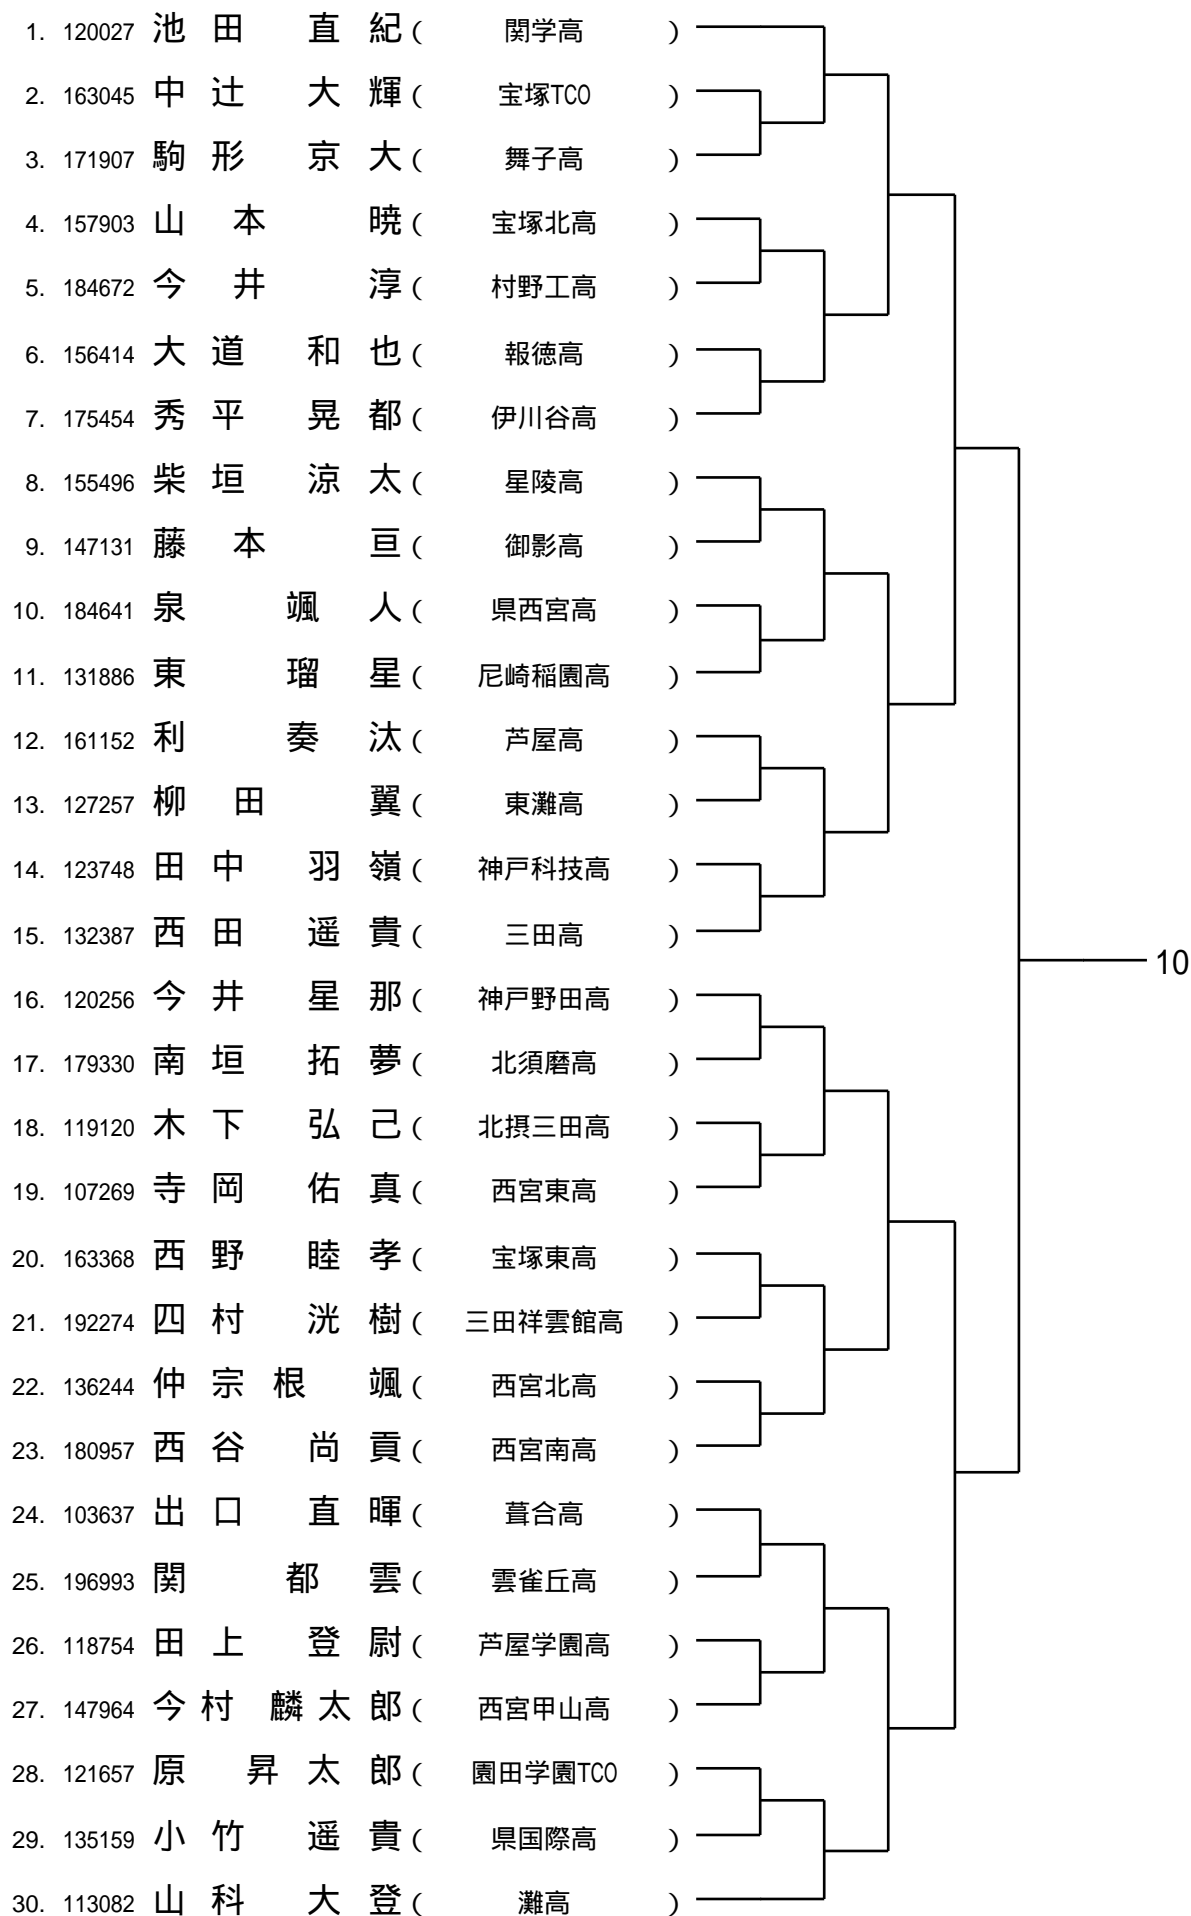 1. 120027 池田 直紀 ( 関学高 )
2. 163045 中辻 大輝 ( 宝塚TCO )
3. 171907 駒形 京大 ( 舞子高 )
4. 157903 山本 暁 ( 宝塚北高 )
5. 184672 今井 淳 ( 村野工高 )
6. 156414 大道 和也 ( 報徳高 )
7. 175454 秀平 晃都 ( 伊川谷高 )
8. 155496 柴垣 涼太 ( 星陵高 )
9. 147131 藤本 亘 ( 御影高 )
10. 184641 泉 颯人 ( 県西宮高 )
11. 131886 東 瑠星 ( 尼崎稲園高 )
12. 161152 利 奏汰 ( 芦屋高 )
13. 127257 柳田 翼 ( 東灘高 )
14. 123748 田中 羽嶺 ( 神戸科技高 )
15. 132387 西田 遥貴 ( 三田高 )
10
16. 120256 今井 星那 ( 神戸野田高 )
17. 179330 南垣 拓夢 ( 北須磨高 )
18. 119120 木下 弘己 ( 北摂三田高 )
19. 107269 寺岡 佑真 ( 西宮東高 )
20. 163368 西野 睦孝 ( 宝塚東高 )
21. 192274 四村 洸樹 ( 三田祥雲館高 )
22. 136244 仲宗根 颯 ( 西宮北高 )
23. 180957 西谷 尚貢 ( 西宮南高 )
24. 103637 出口 直暉 ( 葺合高 )
25. 196993 関 都雲 ( 雲雀丘高 )
26. 118754 田上 登尉 ( 芦屋学園高 )
27. 147964 今村 麟太郎 ( 西宮甲山高 )
28. 121657 原 昇太郎 ( 園田学園TCO )
29. 135159 小竹 遥貴 ( 県国際高 )
30. 113082 山科 大登 ( 灘高 )